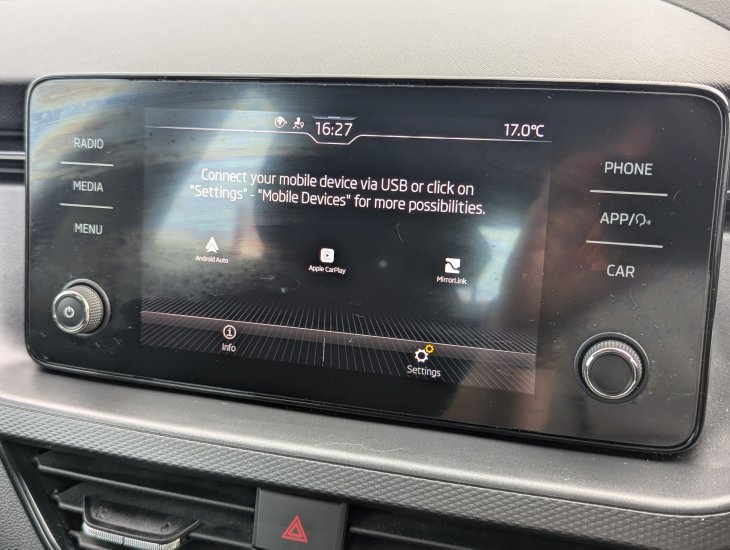 16:27
17.0°C
RADIO
MEDIA
MENU
Connect your mobile device via USB or click on
"Settings" - "Mobile Devices" for more possibilities.
Android Auto
Apple CarPlay
MirrorLink
Info
Settings
PHONE
APP/
CAR